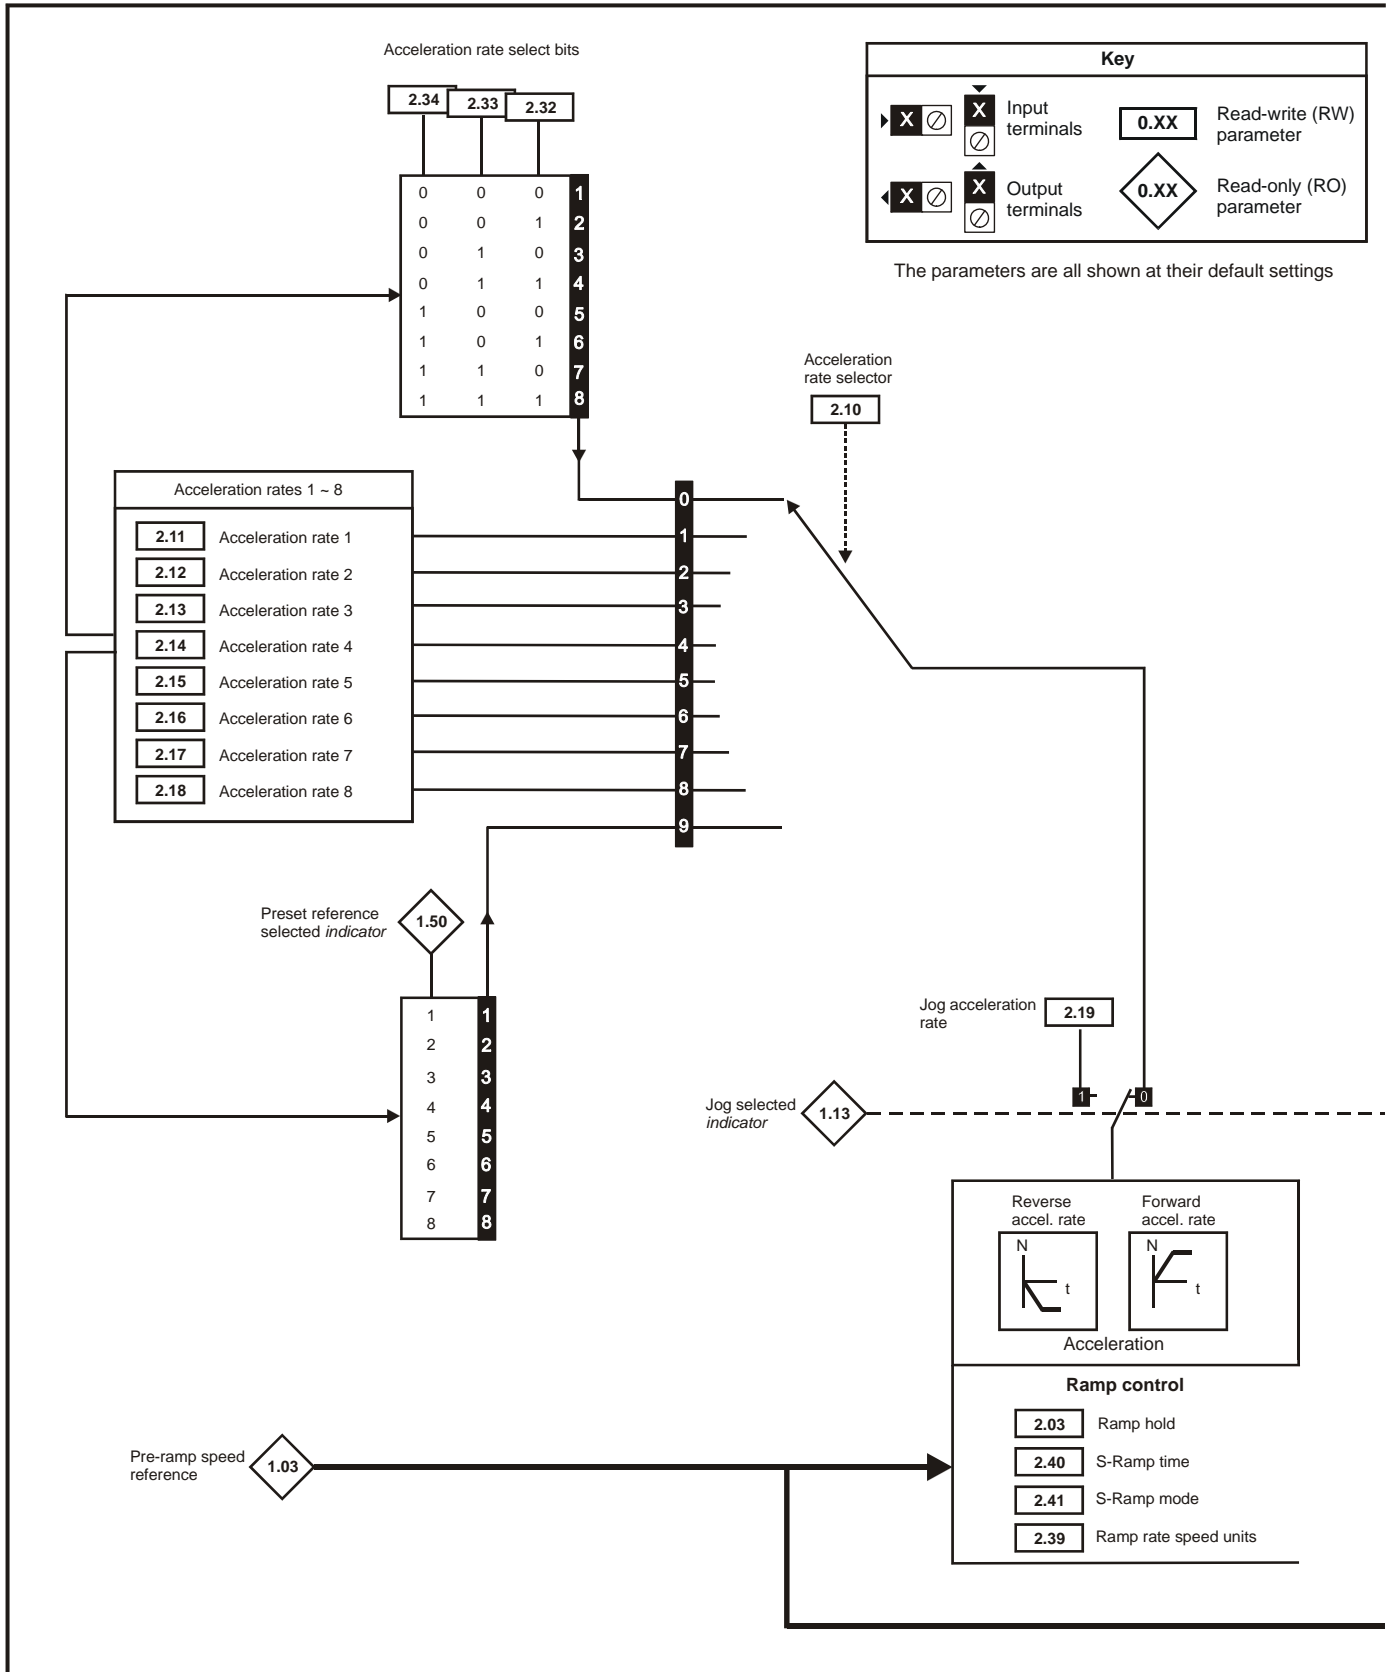 Acceleration rate select bits
2.34 2.33 2.32
0 0 0 1
0 0 1 2
0 1 0 3
0 1 1 4
1 0 0 5
1 0 1 6
1 1 0 7
1 1 1 8
Key
X X Input
terminals
0.XX Read-write (RW)
parameter
X X Output
terminals
0.XX Read-only (RO)
parameter
The parameters are all shown at their default settings
Acceleration
rate selector
2.10
Acceleration rates 1 ~ 8
2.11 Acceleration rate 1
2.12 Acceleration rate 2
2.13 Acceleration rate 3
2.14 Acceleration rate 4
2.15 Acceleration rate 5
2.16 Acceleration rate 6
2.17 Acceleration rate 7
2.18 Acceleration rate 8
0
1
2
3
4
5
6
7
8
9
Preset reference
selected indicator
1.50
1 1
2 2
3 3
4 4
5 5
6 6
7 7
8 8
Jog acceleration
rate
2.19
1 0
Jog selected
indicator
1.13
Reverse
accel. rate
N
t
Forward
accel. rate
N
t
Acceleration
Ramp control
2.03 Ramp hold
2.40 S-Ramp time
2.41 S-Ramp mode
2.39 Ramp rate speed units
Pre-ramp speed
reference
1.03